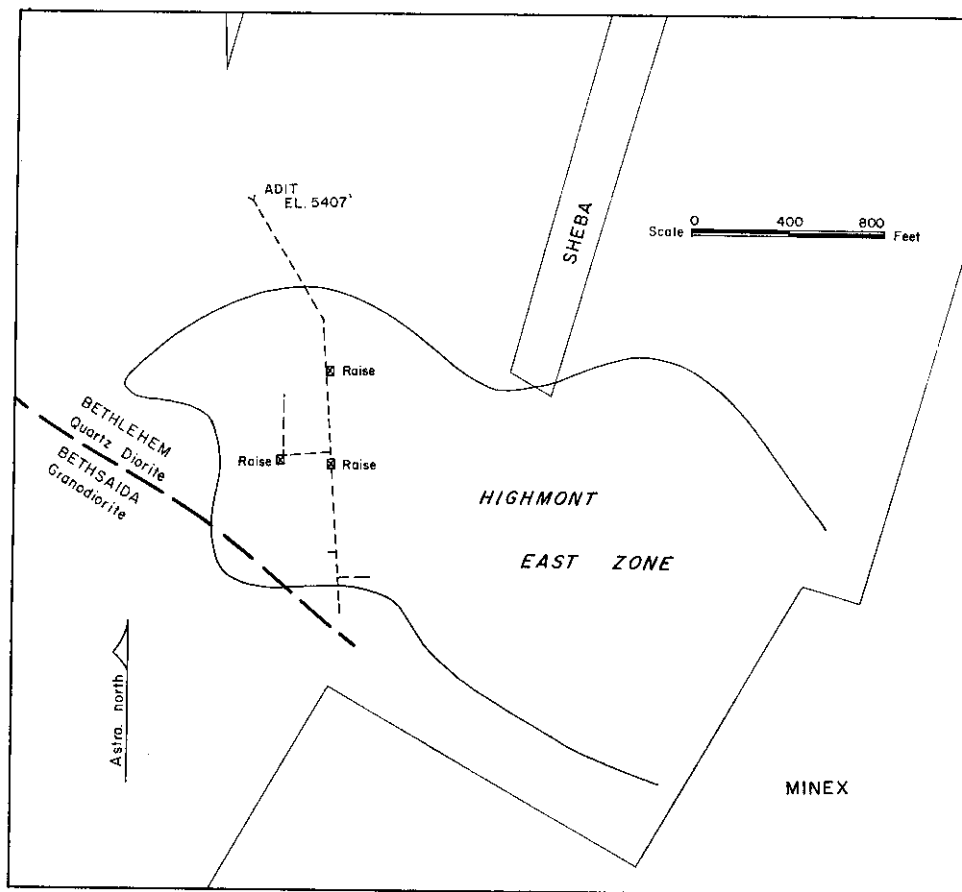 ADIT
EL. 5407'
SHEBA
0 400 800
Scale Feet
Raise
Raise
Raise
BETHLEHEM
Quartz Diorite
BETHSAIDA
Granodiorite
HIGHMONT
EAST ZONE
Astro. north
MINEX